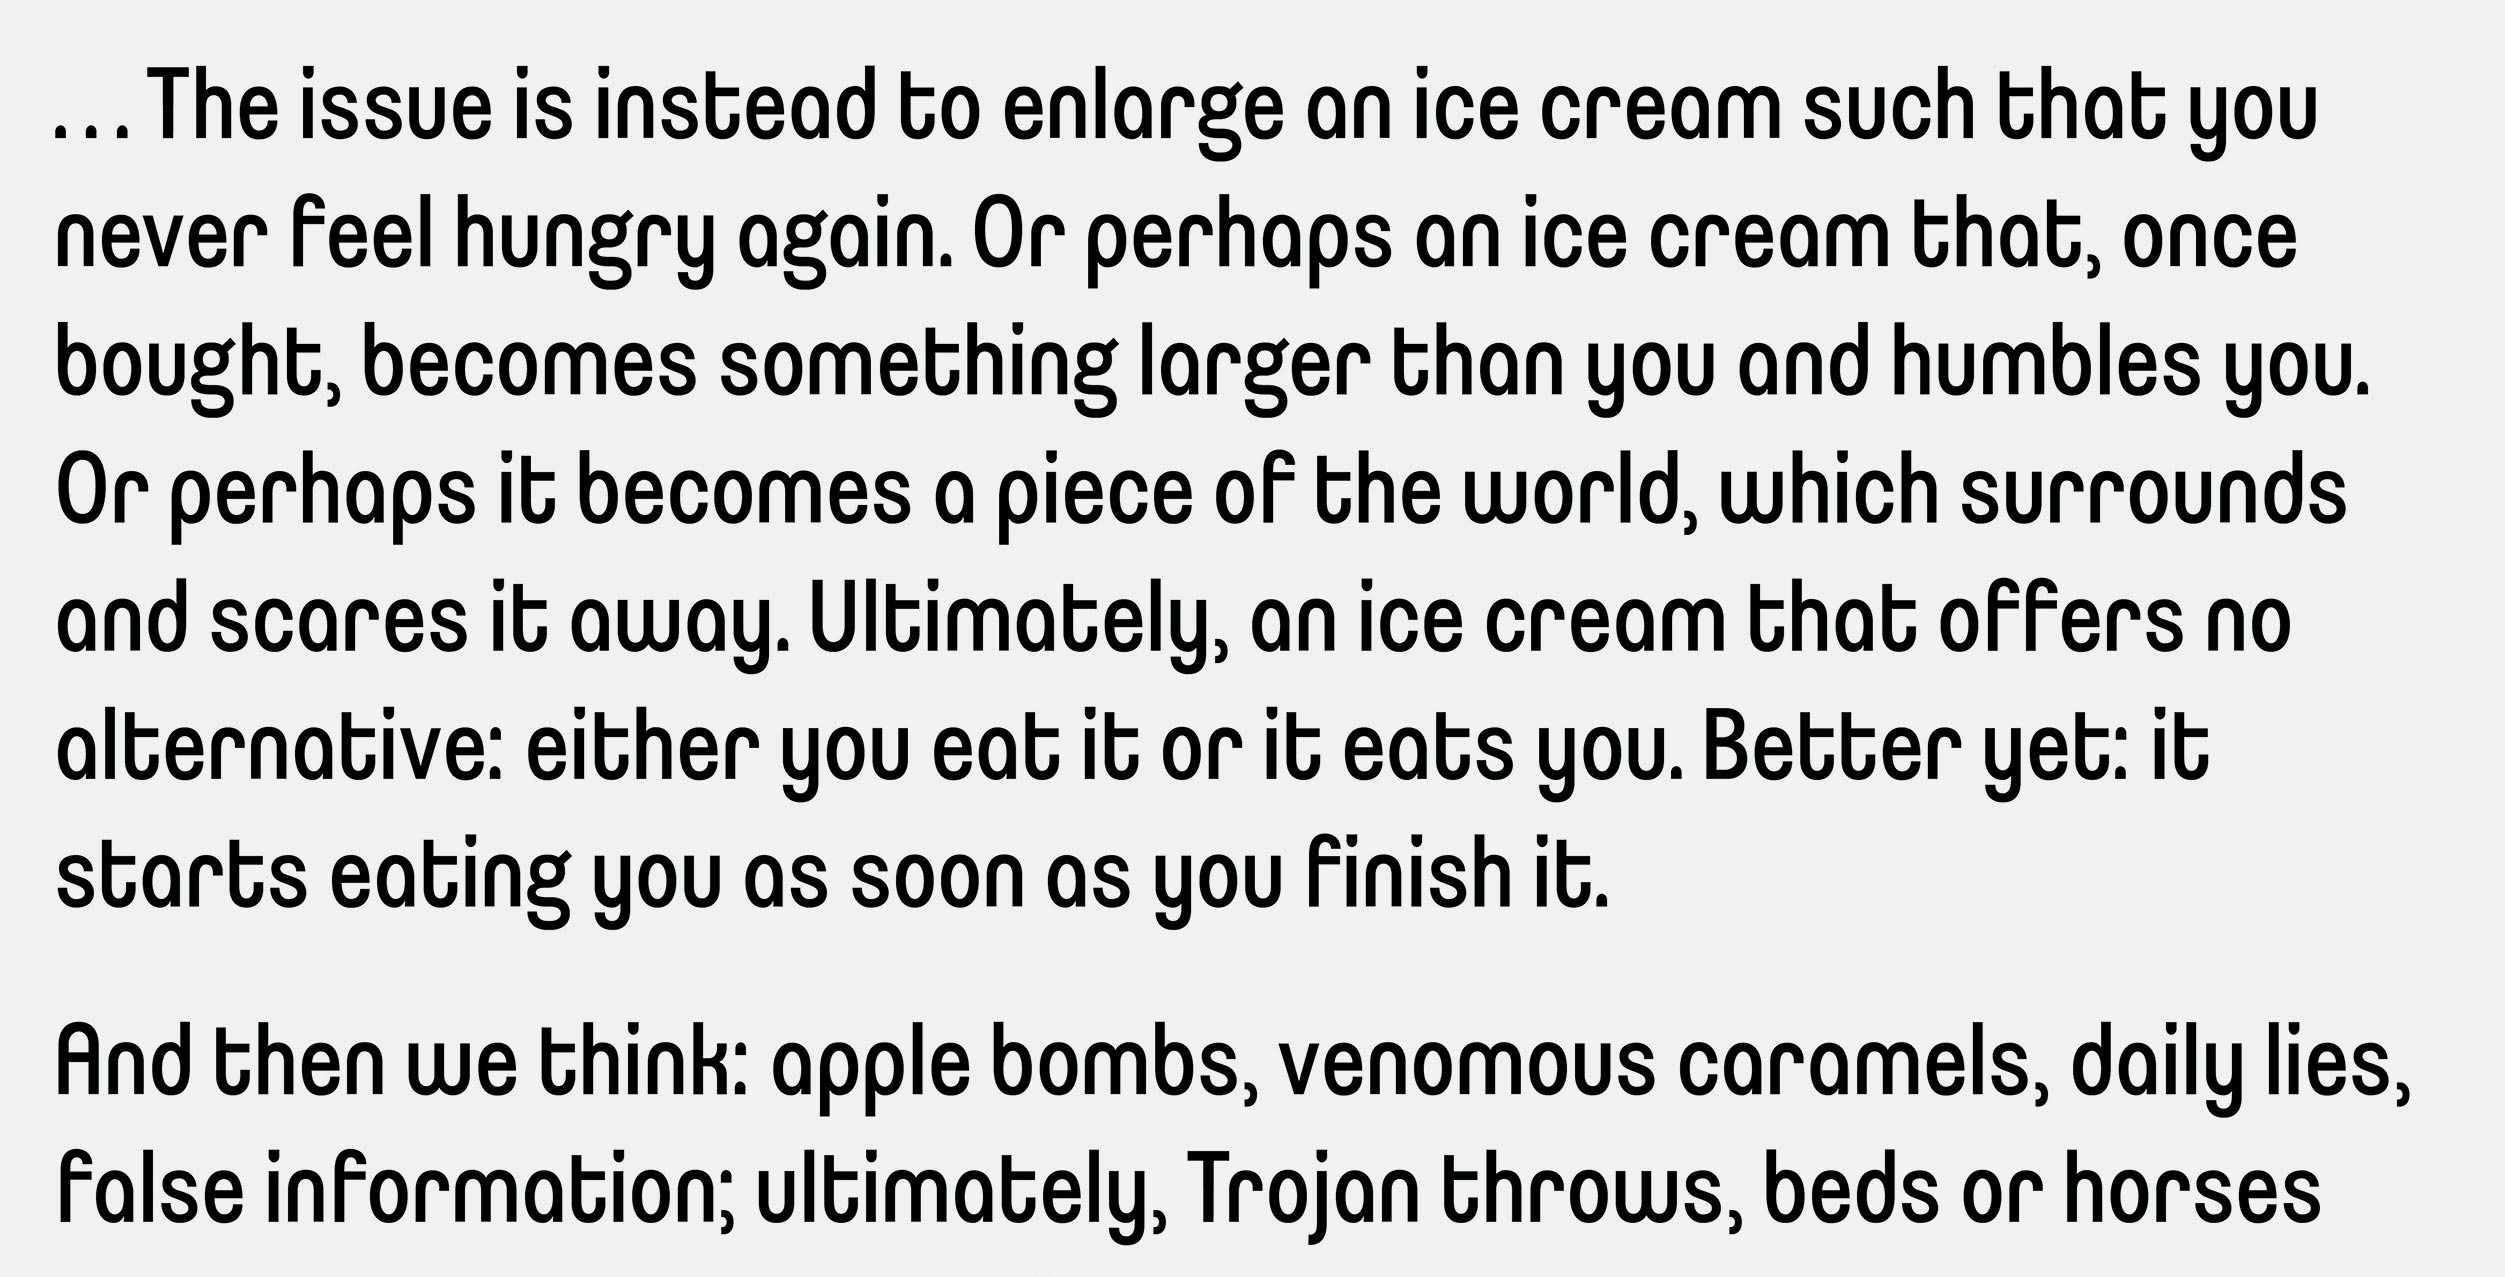 ... The issue is instead to enlarge an ice cream such that you
never feel hungry again. Or perhaps an ice cream that, once
bought, becomes something larger than you and humbles you.
Or perhaps it becomes a piece of the world, which surrounds
and scares it away. Ultimately, an ice cream that offers no
alternative: either you eat it or it eats you. Better yet: it
starts eating you as soon as you finish it.
And then we think: apple bombs, venomous caramels, daily lies,
false information; ultimately, Trojan throws, beds or horses